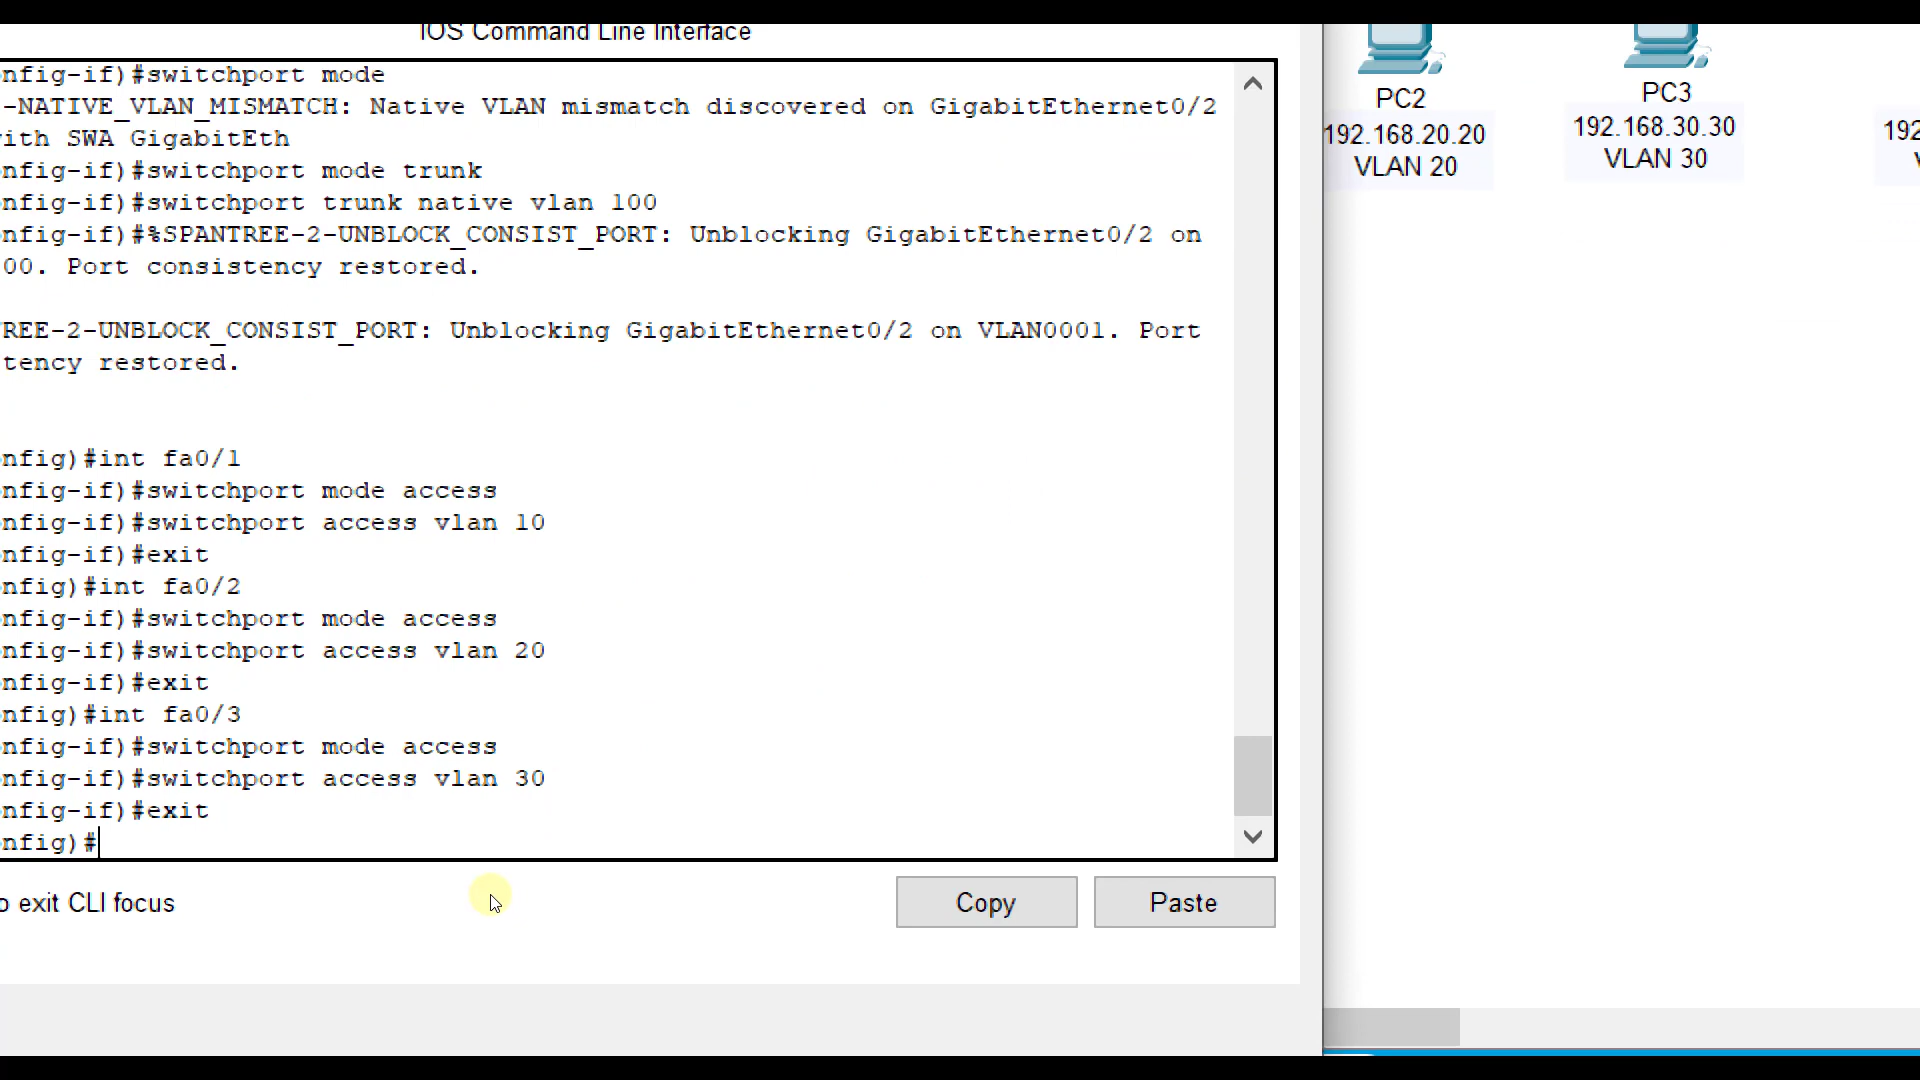 IOS Command Line Interface
nfig-if)#switchport mode
-NATIVE_VLAN_MISMATCH: Native VLAN mismatch discovered on GigabitEthernet0/2
ith SWA GigabitEth
nfig-if)#switchport mode trunk
nfig-if)#switchport trunk native vlan 100
nfig-if)#%SPANTREE-2-UNBLOCK_CONSIST_PORT: Unblocking GigabitEthernet0/2 on
00. Port consistency restored.
REE-2-UNBLOCK_CONSIST_PORT: Unblocking GigabitEthernet0/2 on VLAN0001. Port
tency restored.
nfig)#int fa0/1
nfig-if)#switchport mode access
nfig-if)#switchport access vlan 10
nfig-if)#exit
nfig)#int fa0/2
nfig-if)#switchport mode access
nfig-if)#switchport access vlan 20
nfig-if)#exit
nfig)#int fa0/3
nfig-if)#switchport mode access
nfig-if)#switchport access vlan 30
nfig-if)#exit
nfig)#
o exit CLI focus
Copy
Paste
PC2
192.168.20.20
VLAN 20
PC3
192.168.30.30
VLAN 30
192